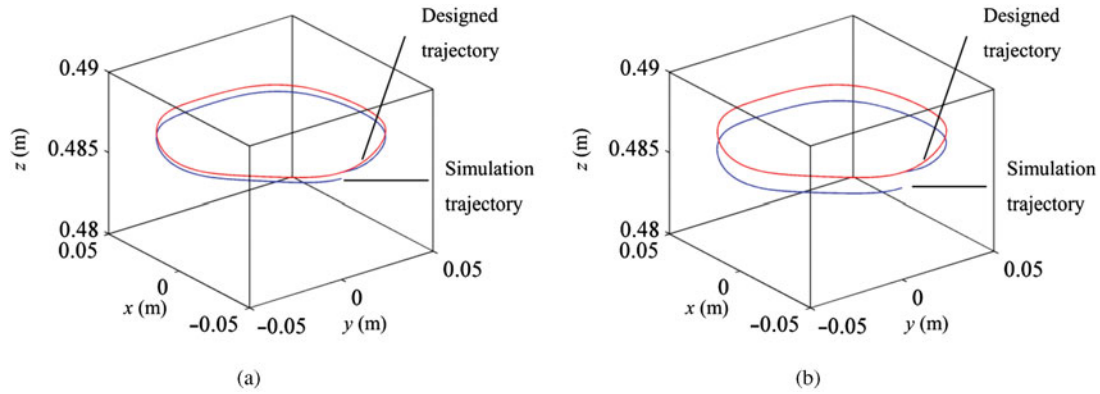 Designed
trajectory
0.49
z (m)
0.485
Simulation
trajectory
0.48
0.05
0
x (m)
−0.05
−0.05
y (m)
0
0.05
(a)
Designed
trajectory
0.49
z (m)
0.485
Simulation
trajectory
0.48
0.05
0
x (m)
−0.05
−0.05
y (m)
0
0.05
(b)